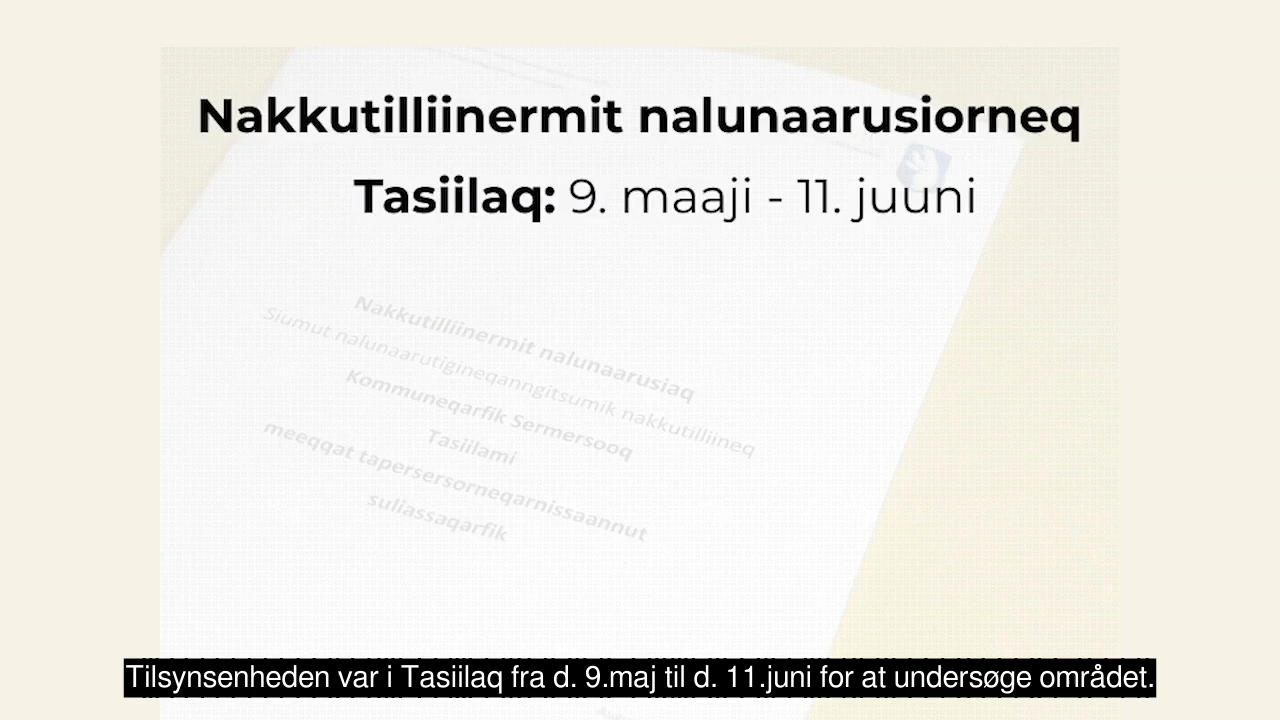 Nakkutilliinermit nalunaarusiorneq
Tasiilaq: 9. maaji - 11. juuni
Nakkutilliinermit nalunaarusiaq
Siumut nalunaarutigineqanngitsumik nakkutilliineq
Kommuneqarfik Sermersooq
Tasiilami
meeqqat tapersersorneqarnissaannut
suliassaqarfik
Tilsynsenheden var i Tasiilaq fra d. 9.maj til d. 11.juni for at undersøge området.